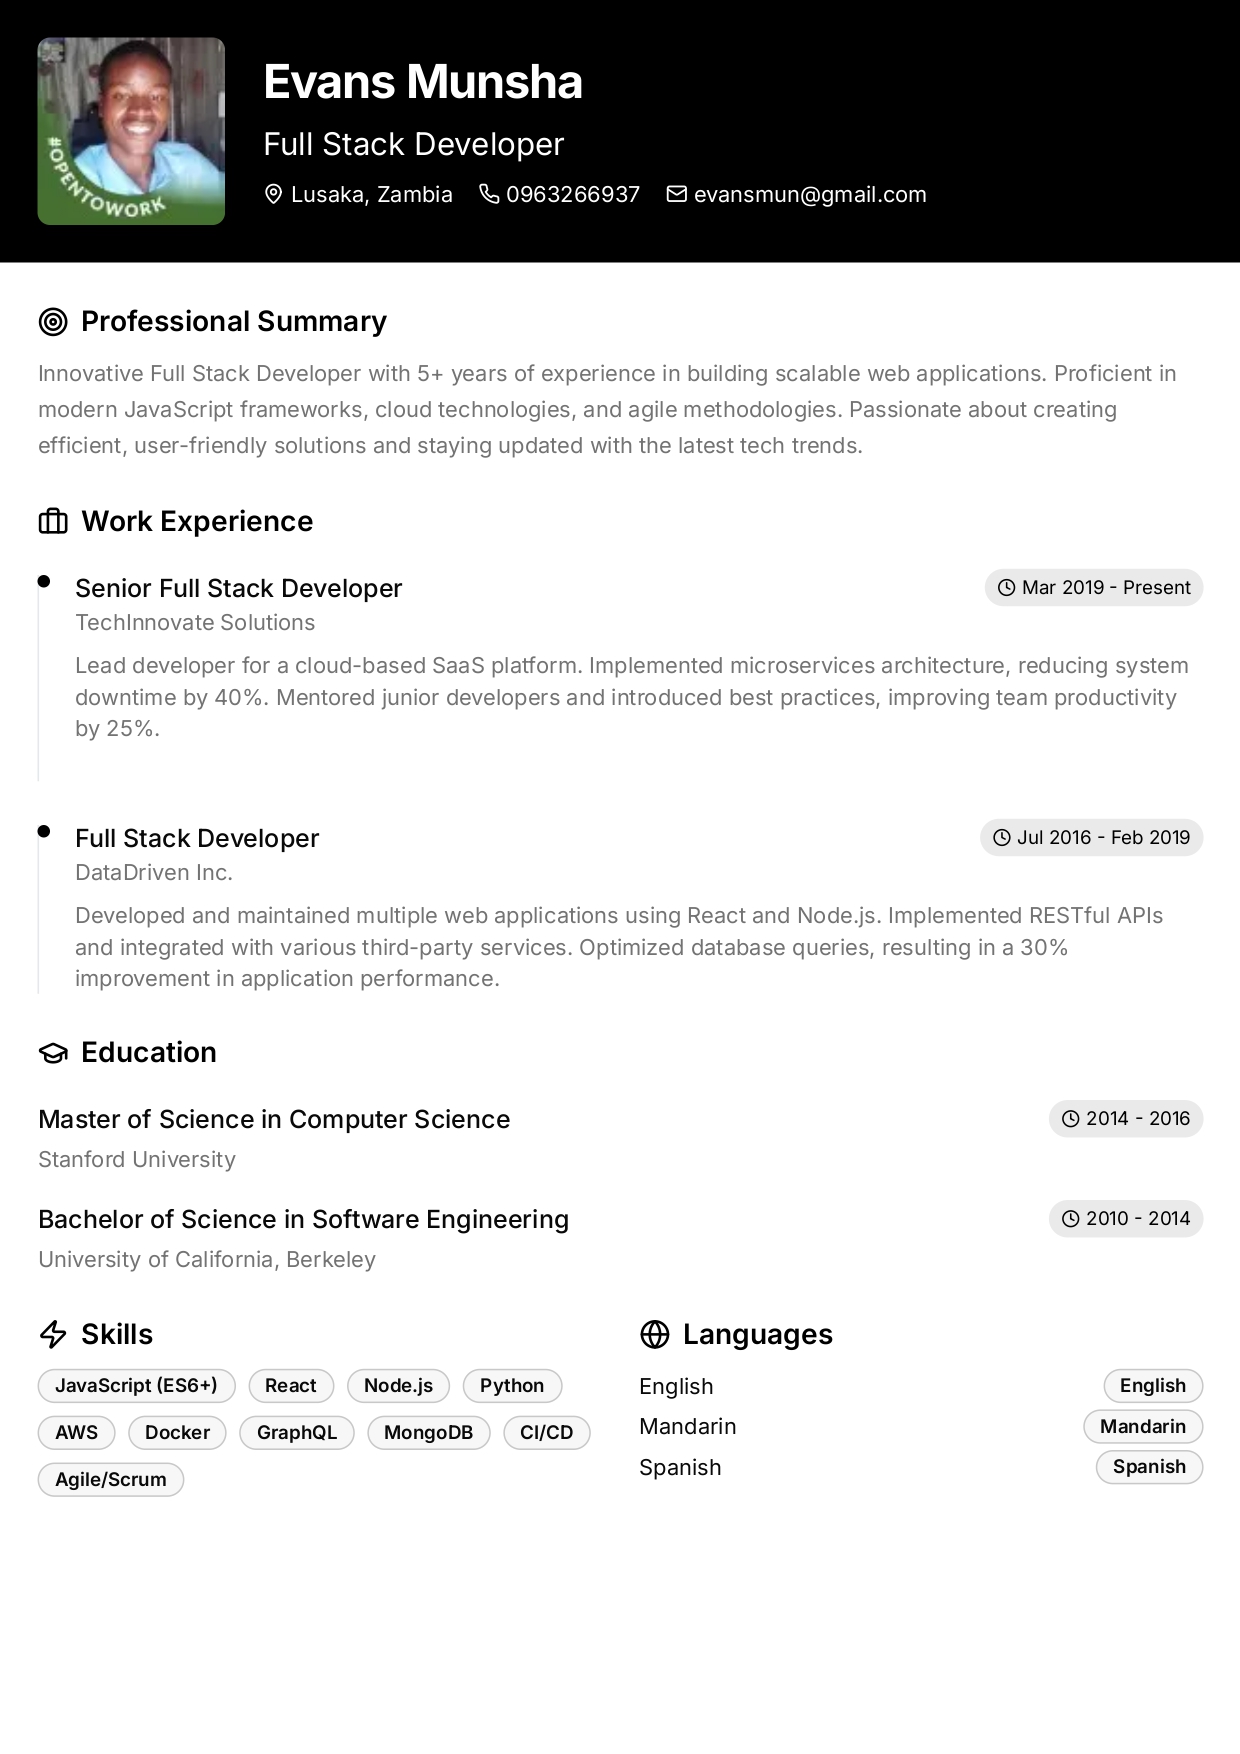 Evans Munsha
Full Stack Developer
Lusaka, Zambia 0963266937 evansmun@gmail.com
#OPENTOWORK
Professional Summary
Innovative Full Stack Developer with 5+ years of experience in building scalable web applications. Proficient in
modern JavaScript frameworks, cloud technologies, and agile methodologies. Passionate about creating
efficient, user-friendly solutions and staying updated with the latest tech trends.
Work Experience
Senior Full Stack Developer Mar 2019 - Present
TechInnovate Solutions
Lead developer for a cloud-based SaaS platform. Implemented microservices architecture, reducing system
downtime by 40%. Mentored junior developers and introduced best practices, improving team productivity
by 25%.
Full Stack Developer Jul 2016 - Feb 2019
DataDriven Inc.
Developed and maintained multiple web applications using React and Node.js. Implemented RESTful APIs
and integrated with various third-party services. Optimized database queries, resulting in a 30%
improvement in application performance.
Education
Master of Science in Computer Science 2014 - 2016
Stanford University
Bachelor of Science in Software Engineering 2010 - 2014
University of California, Berkeley
Skills
JavaScript (ES6+) React Node.js Python
AWS Docker GraphQL MongoDB CI/CD
Agile/Scrum
Languages
English English
Mandarin Mandarin
Spanish Spanish